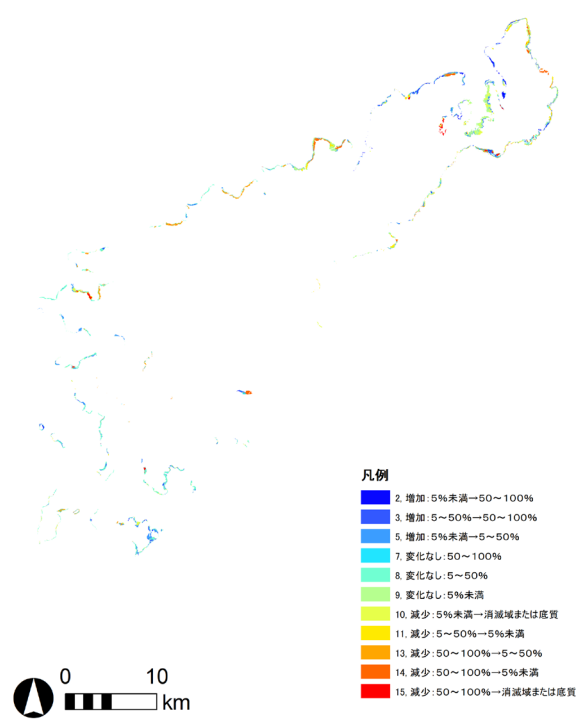 凡例
2, 増加：5％未満→50～100％
3, 増加：5～50％→50～100％
5, 増加：5％未満→5～50％
7, 変化なし：50～100％
8, 変化なし：5～50％
9, 変化なし：5％未満
10, 減少：5％未満→消滅域または底質
11, 減少：5～50％→5％未満
13, 減少：50～100％→5～50％
14, 減少：50～100％→5％未満
15, 減少：50～100％→消滅域または底質
0 10
km